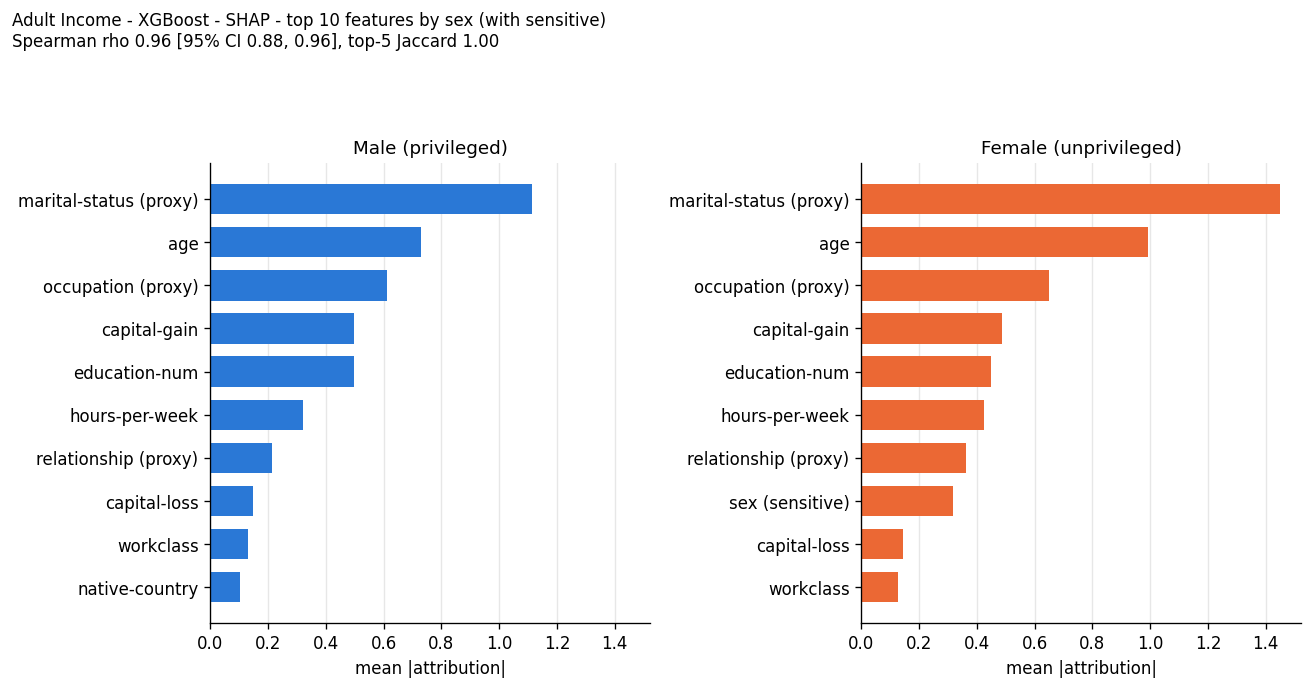 Adult Income - XGBoost - SHAP - top 10 features by sex (with sensitive)
Spearman rho 0.96 [95% CI 0.88, 0.96], top-5 Jaccard 1.00
Male (privileged)
marital-status (proxy)
age
occupation (proxy)
capital-gain
education-num
hours-per-week
relationship (proxy)
capital-loss
workclass
native-country
0.0 0.2 0.4 0.6 0.8 1.0 1.2 1.4
mean |attribution|
Female (unprivileged)
marital-status (proxy)
age
occupation (proxy)
capital-gain
education-num
hours-per-week
relationship (proxy)
sex (sensitive)
capital-loss
workclass
0.0 0.2 0.4 0.6 0.8 1.0 1.2 1.4
mean |attribution|